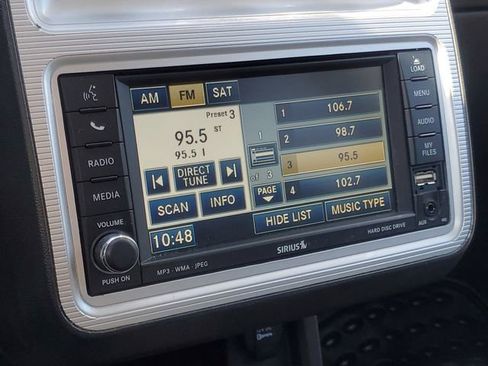 AM FM SAT
Preset 3
95.5 ST
95.5 I
DIRECT TUNE
SCAN INFO
10:48
1
of 3
PAGE
1 106.7
2 98.7
3 95.5
4 102.7
HIDE LIST MUSIC TYPE
RADIO
MEDIA
VOLUME
PUSH ON
MP3 · WMA · JPEG
SIRIUS
HARD DISC DRIVE
LOAD
MENU
AUDIO
MY FILES
AUX
OPEN